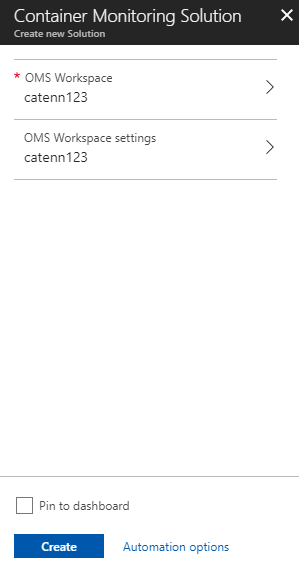 Container Monitoring Solution
Create new Solution
* OMS Workspace
catenn123
OMS Workspace settings
catenn123
Pin to dashboard
Create
Automation options